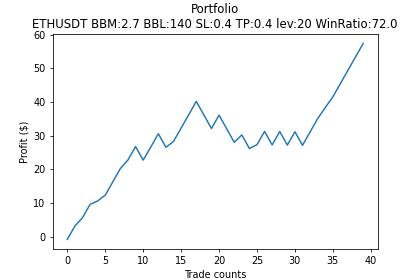 Portfolio
ETHUSDT BBM:2.7 BBL:140 SL:0.4 TP:0.4 lev:20 WinRatio:72.0
60
50
40
30
20
10
0
Profit ($)
0 5 10 15 20 25 30 35 40
Trade counts